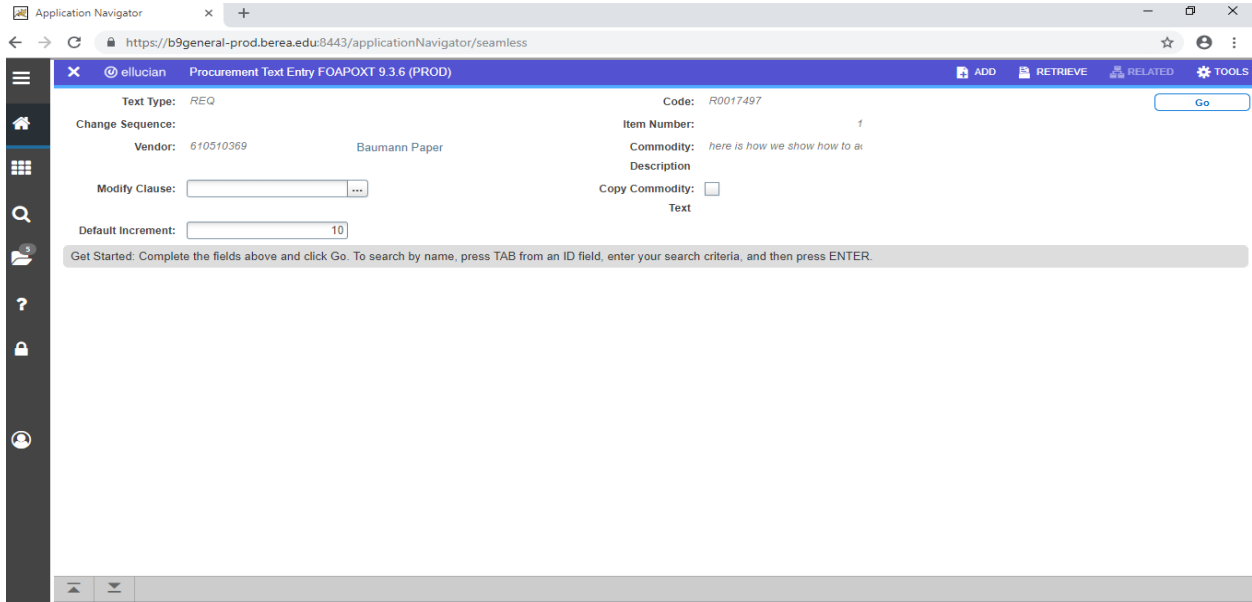 Application Navigator
https://b9general-prod.berea.edu:8443/applicationNavigator/seamless
ellucian Procurement Text Entry FOAPOXT 9.3.6 (PROD) ADD RETRIEVE RELATED TOOLS
Text Type: REQ Code: R0017497 Go
Change Sequence: Item Number: 1
Vendor: 610510369 Baumann Paper Commodity: here is how we show how to
Description
Modify Clause: ... Copy Commodity:
Text
Default Increment: 10
5
Get Started: Complete the fields above and click Go. To search by name, press TAB from an ID field, enter your search criteria, and then press ENTER.